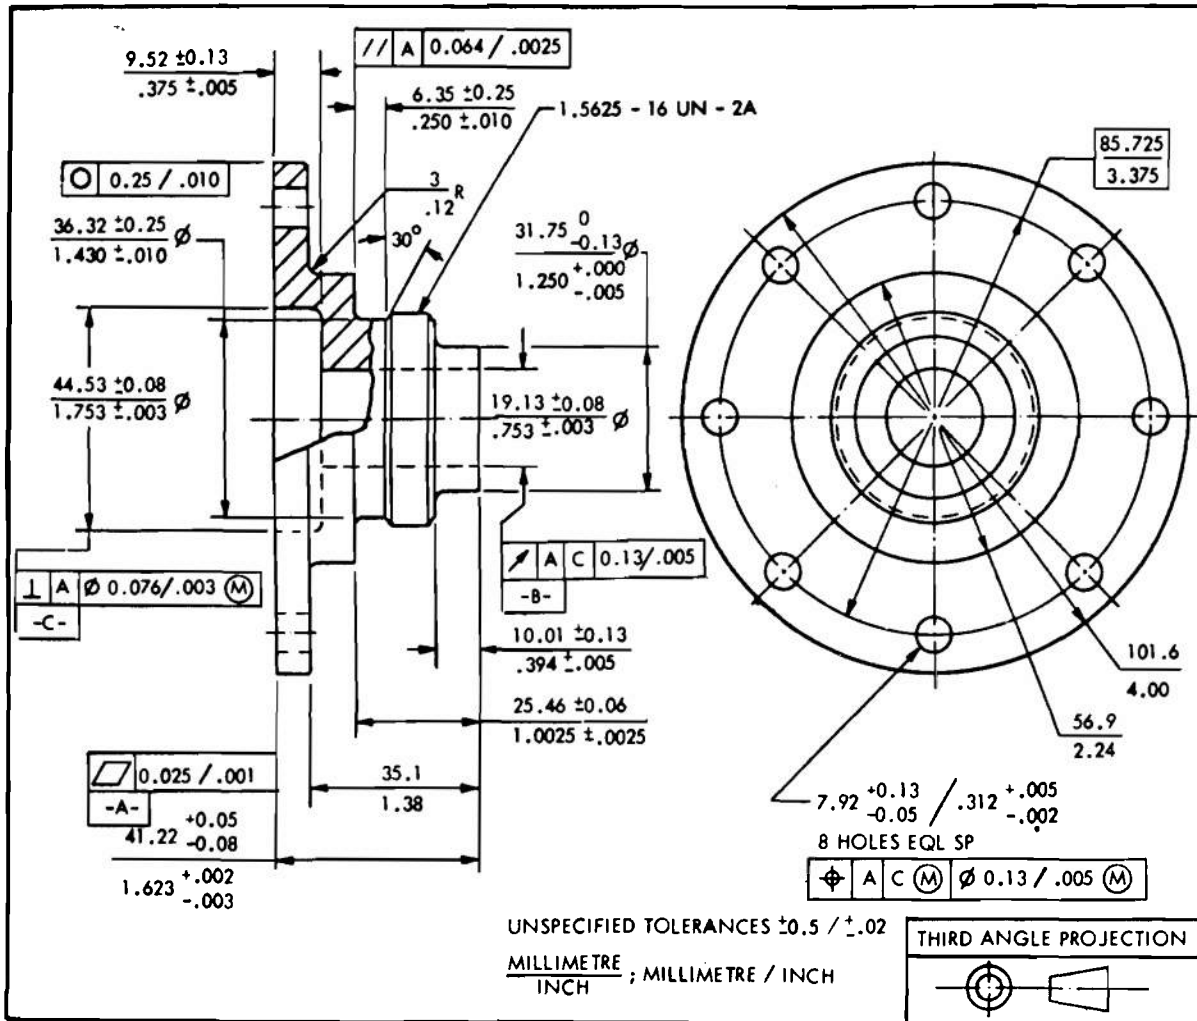 9.52 ±0.13
.375 ±.005
// A 0.064 / .0025
6.35 ±0.25
.250 ±.010
1.5625 - 16 UN - 2A
85.725
3.375
○ 0.25 / .010
3
.12 R
36.32 ±0.25
1.430 ±.010 Ø
30°
31.75 0 -0.13 Ø
1.250 +.000 -.005
44.53 ±0.08
1.753 ±.003 Ø
19.13 ±0.08
.753 ±.003 Ø
⊥ A Ø 0.076/.003 Ⓜ
-C-
↗ A C 0.13/.005
-B-
10.01 ±0.13
.394 ±.005
25.46 ±0.06
1.0025 ±.0025
101.6
4.00
56.9
2.24
⏥ 0.025 / .001
-A-
35.1
1.38
41.22 +0.05 -0.08
1.623 +.002 -.003
7.92 +0.13 -0.05 / .312 +.005 -.002
8 HOLES EQL SP
⌖ A C Ⓜ Ø 0.13 / .005 Ⓜ
UNSPECIFIED TOLERANCES ±0.5 / ±.02
MILLIMETRE
INCH ; MILLIMETRE / INCH
THIRD ANGLE PROJECTION